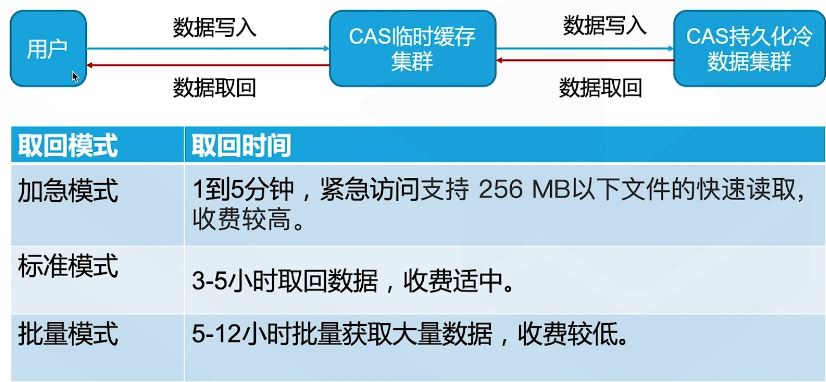 用户
数据写入
数据取回
CAS临时缓存
集群
数据写入
数据取回
CAS持久化冷
数据集群
取回模式 取回时间
加急模式 1到5分钟，紧急访问支持 256 MB以下文件的快速读取，
收费较高。
标准模式 3-5小时取回数据，收费适中。
批量模式 5-12小时批量获取大量数据，收费较低。